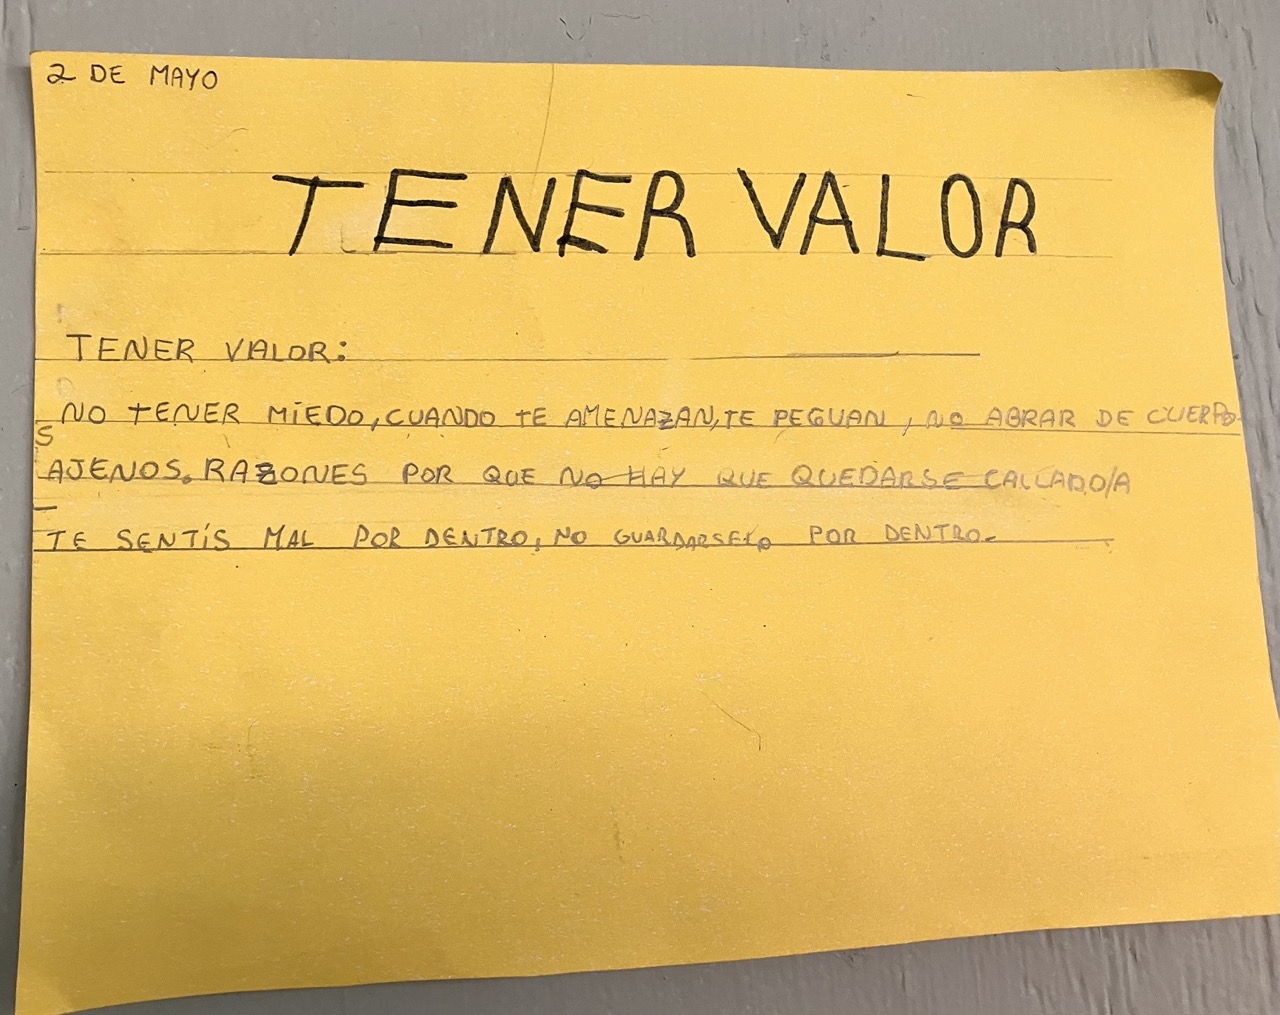 2 DE MAYO
TENER VALOR
TENER VALOR:
NO TENER MIEDO, CUANDO TE AMENAZAN, TE PEGUAN, NO ABRAR DE CUERPO-
S
AJENOS. RAZONES POR QUE NO HAY QUE QUEDARSE CALLADO/A
TE SENTÍS MAL POR DENTRO, NO GUARDARSELO POR DENTRO.